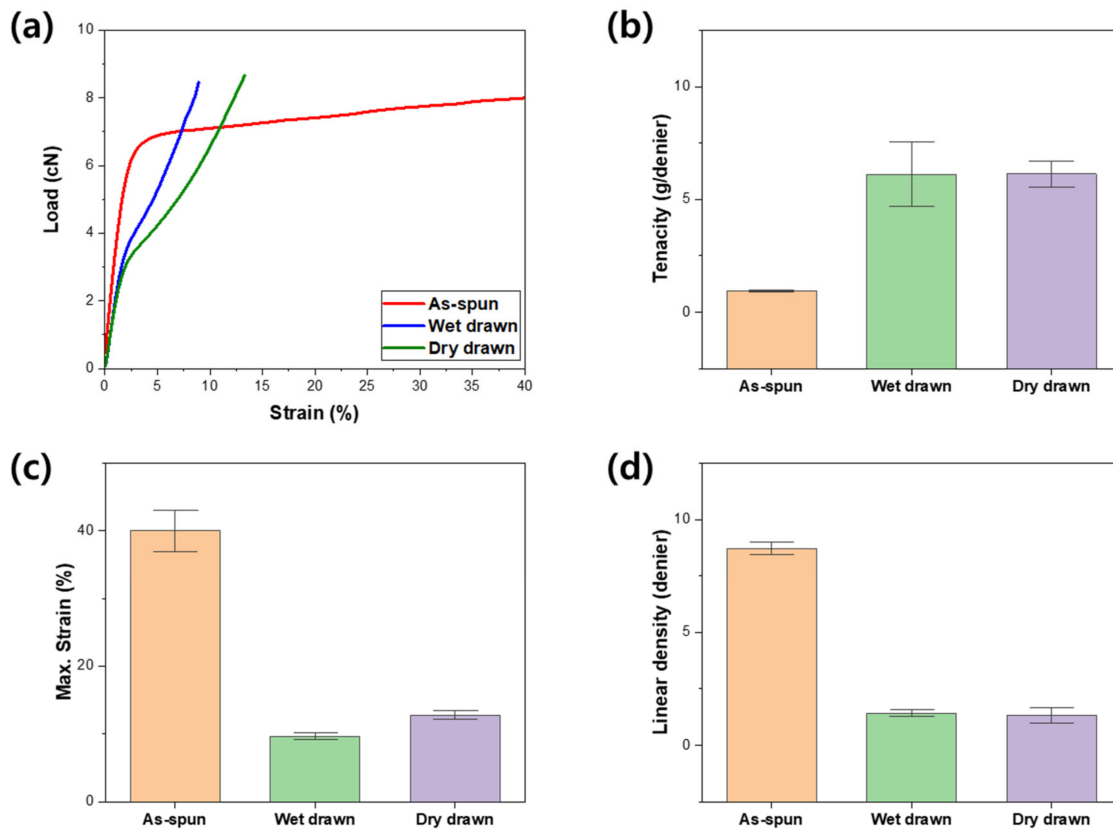 (a)
Load (cN)
10
8
6
4
2
0
0 5 10 15 20 25 30 35 40
Strain (%)
As-spun
Wet drawn
Dry drawn
(b)
Tenacity (g/denier)
10
5
0
As-spun Wet drawn Dry drawn
(c)
Max. Strain (%)
40
20
0
As-spun Wet drawn Dry drawn
(d)
Linear density (denier)
10
5
0
As-spun Wet drawn Dry drawn